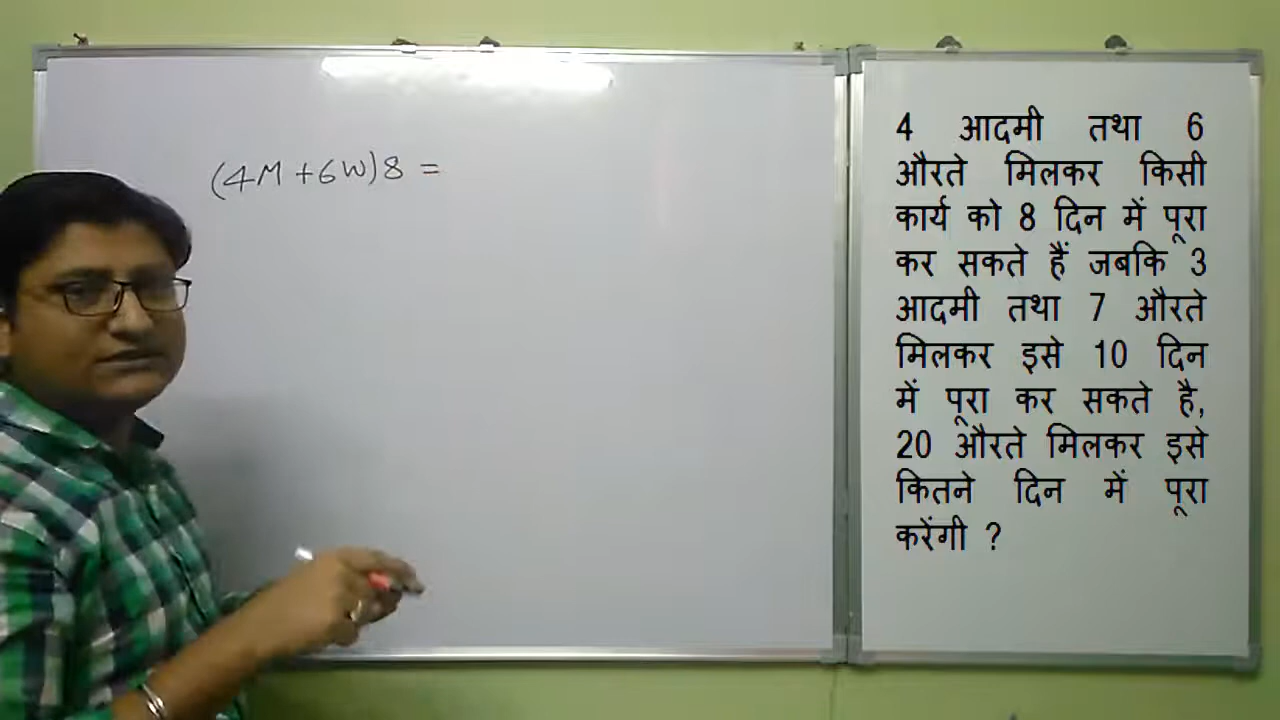 (4M + 6W)8 =
4 आदमी तथा 6
औरते मिलकर किसी
कार्य को 8 दिन में पूरा
कर सकते हैं जबकि 3
आदमी तथा 7 औरते
मिलकर इसे 10 दिन
में पूरा कर सकते है,
20 औरते मिलकर इसे
कितने दिन में पूरा
करेंगी ?